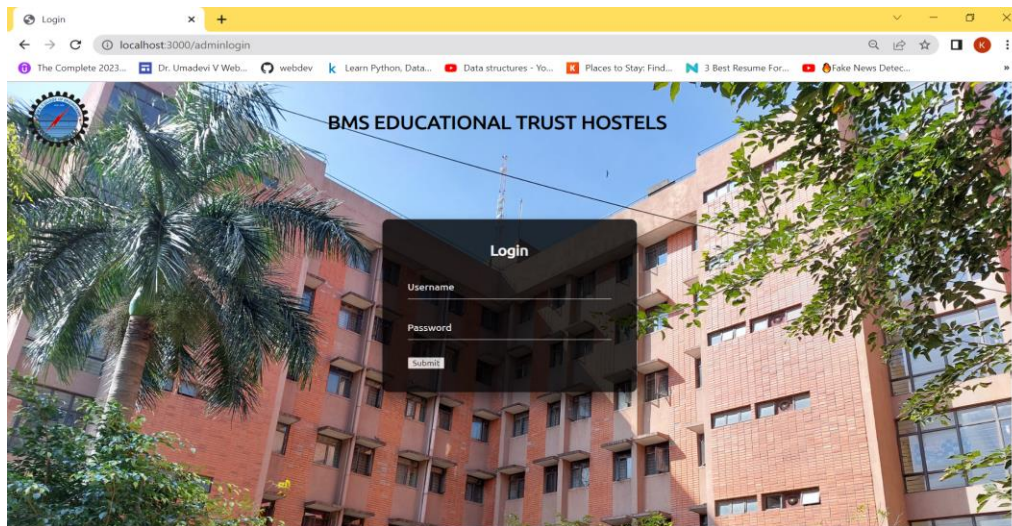 Login
localhost:3000/adminlogin
The Complete 2023... Dr. Umadevi V Web... webdev Learn Python, Data... Data structures - Yo... Places to Stay: Find... 3 Best Resume For... Fake News Detec... »
BMS EDUCATIONAL TRUST HOSTELS
Login
Username
Password
Submit